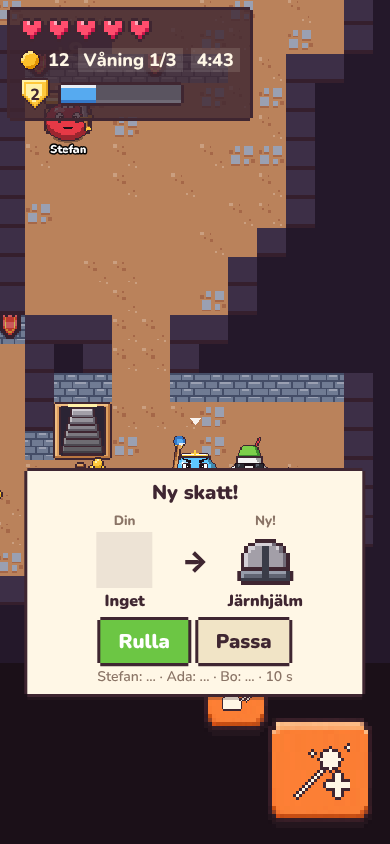 12 Våning 1/3 4:43
2
Stefan
Ny skatt!
Din Ny!
Inget Järnhjälm
Rulla Passa
Stefan: ... · Ada: ... · Bo: ... · 10 s